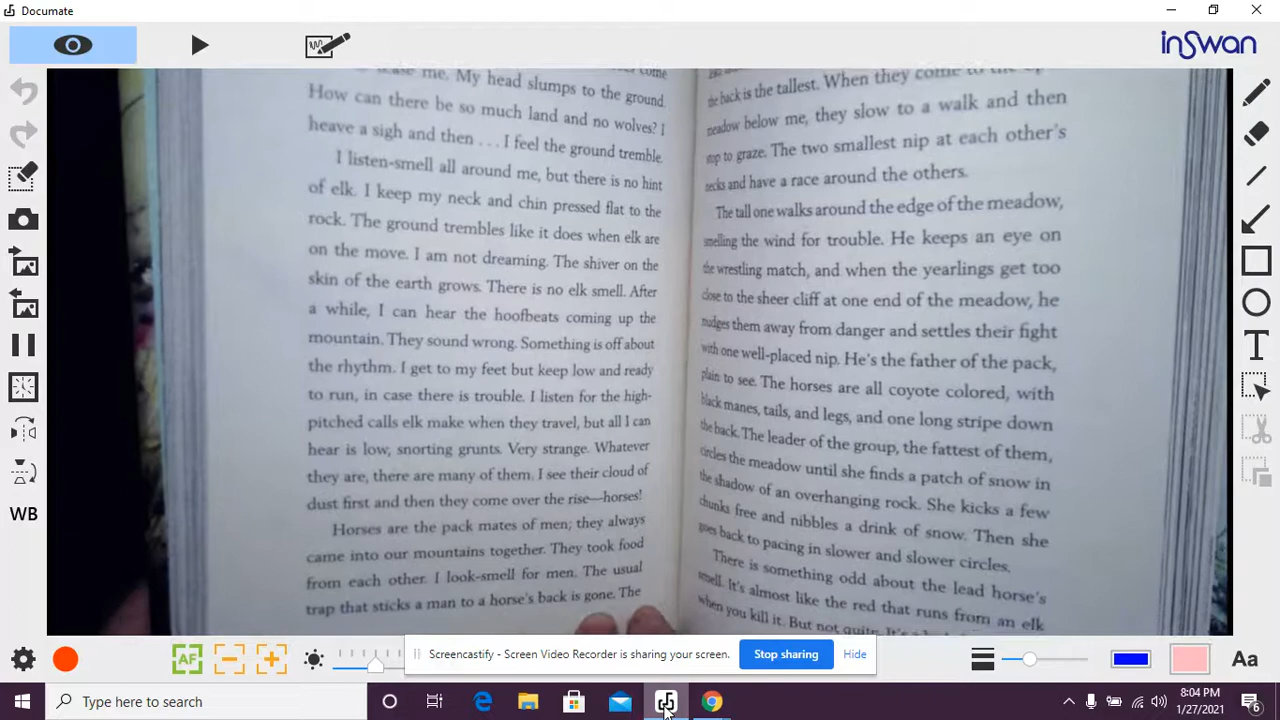 Documate
inSwan
me. My head slumps to the ground.
How can there be so much land and no wolves? I
heave a sigh and then . . . I feel the ground tremble.
I listen-smell all around me, but there is no hint
of elk. I keep my neck and chin pressed flat to the
rock. The ground trembles like it does when elk are
on the move. I am not dreaming. The shiver on the
skin of the earth grows. There is no elk smell. After
a while, I can hear the hoofbeats coming up the
mountain. They sound wrong. Something is off about
the rhythm. I get to my feet but keep low and ready
to run, in case there is trouble. I listen for the high-
pitched calls elk make when they travel, but all I can
hear is low, snorting grunts. Very strange. Whatever
they are, there are many of them. I see their cloud of
dust first and then they come over the rise—horses!
Horses are the pack mates of men; they always
came into our mountains together. They took food
from each other. I look-smell for men. The usual
trap that sticks a man to a horse's back is gone. The
the back is the tallest. When they come to the
meadow below me, they slow to a walk and then
stop to graze. The two smallest nip at each other's
necks and have a race around the others.
The tall one walks around the edge of the meadow,
smelling the wind for trouble. He keeps an eye on
the wrestling match, and when the yearlings get too
close to the sheer cliff at one end of the meadow, he
nudges them away from danger and settles their fight
with one well-placed nip. He's the father of the pack,
plain to see. The horses are all coyote colored, with
black manes, tails, and legs, and one long stripe down
the back. The leader of the group, the fattest of them,
circles the meadow until she finds a patch of snow in
the shadow of an overhanging rock. She kicks a few
chunks free and nibbles a drink of snow. Then she
goes back to pacing in slower and slower circles.
There is something odd about the lead horse's
smell. It's almost like the red that runs from an elk
when you kill it. But not quite. It's
T
WB
AF
Screencastify - Screen Video Recorder is sharing your screen.
Stop sharing
Hide
Aa
Type here to search
8:04 PM
1/27/2021
6